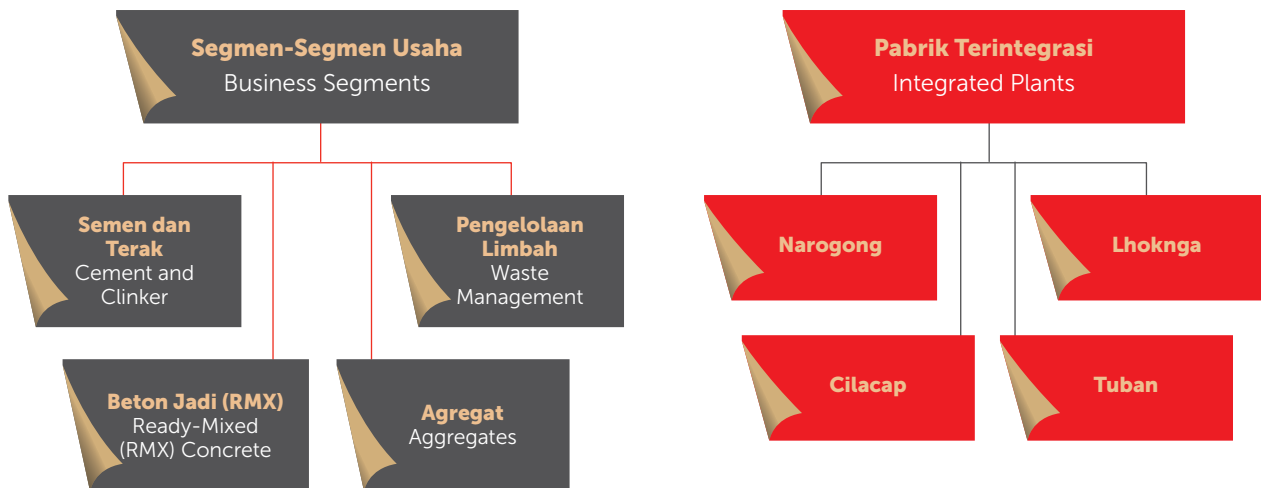 Segmen-Segmen Usaha
Business Segments
Semen dan
Terak
Cement and
Clinker
Pengelolaan
Limbah
Waste
Management
Beton Jadi (RMX)
Ready-Mixed
(RMX) Concrete
Agregat
Aggregates
Pabrik Terintegrasi
Integrated Plants
Narogong
Lhoknga
Cilacap
Tuban